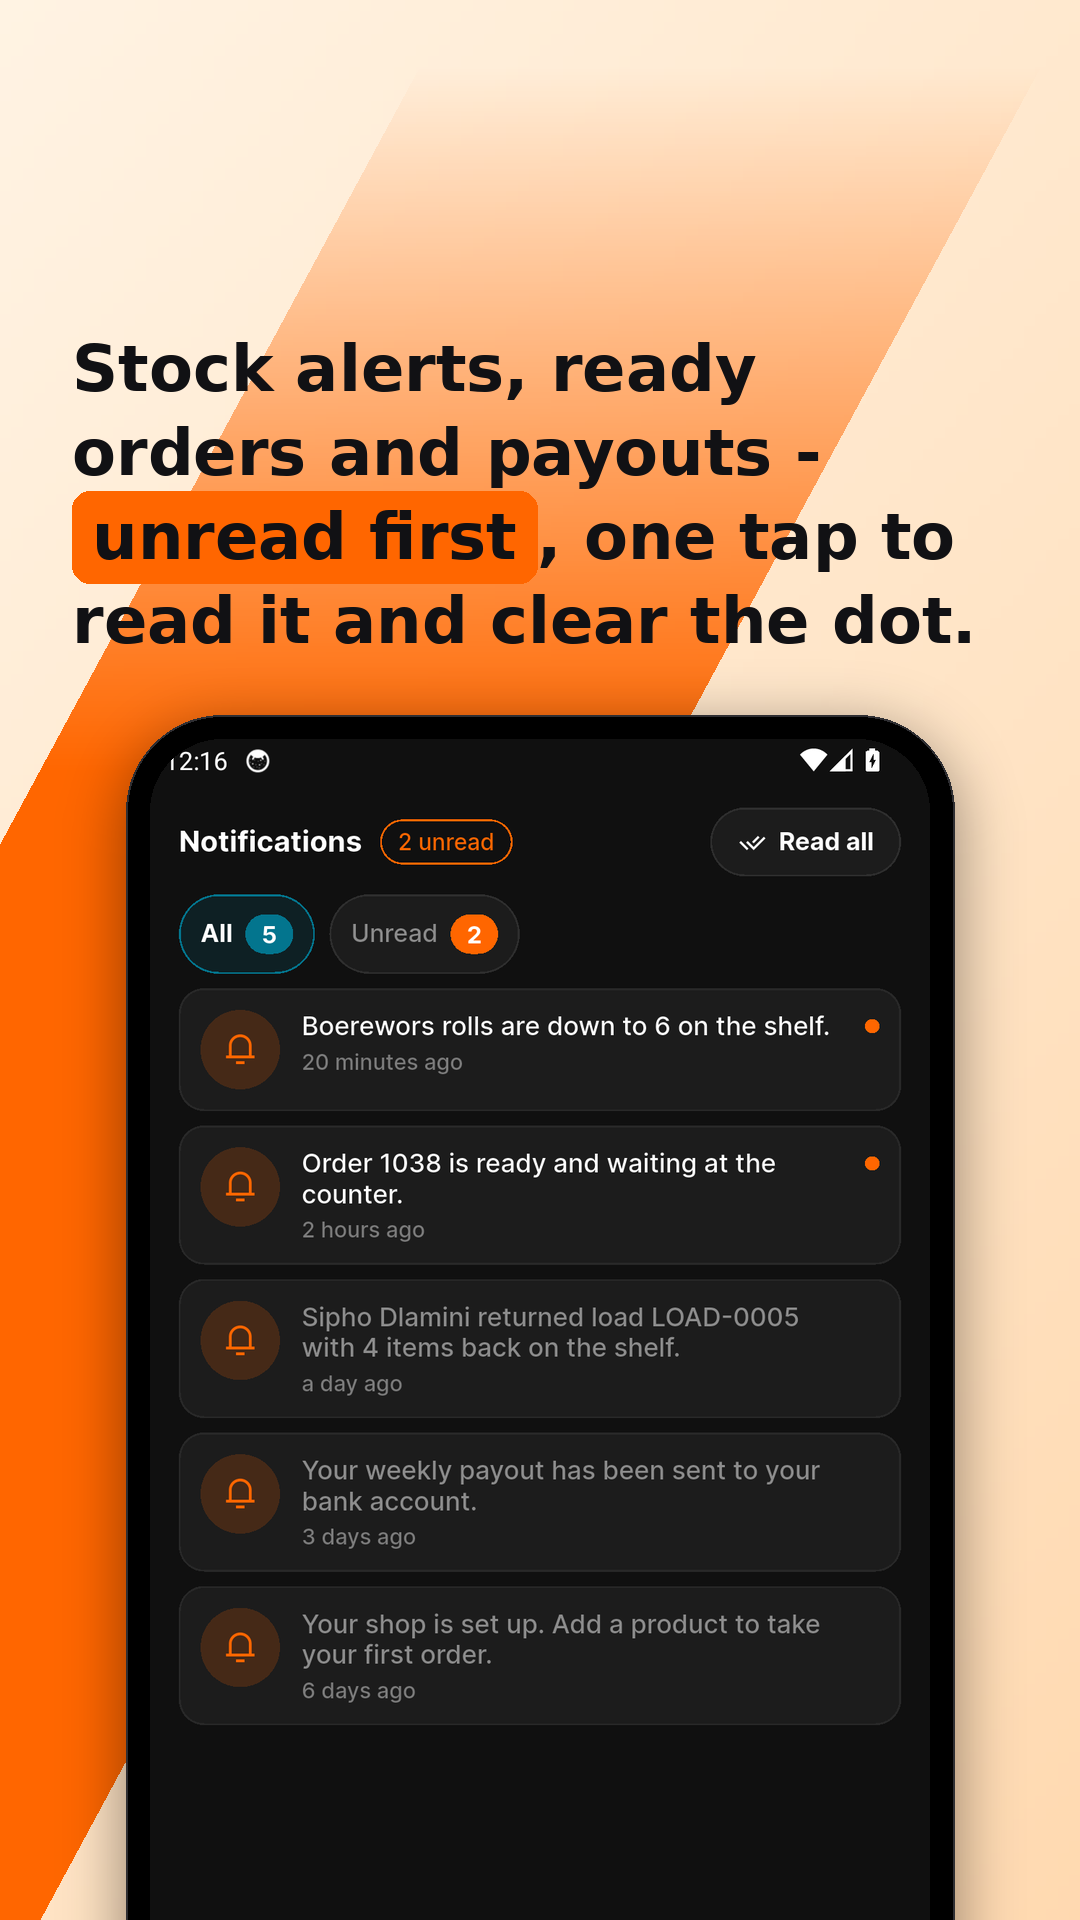 Stock alerts, ready
orders and payouts -
unread first, one tap to
read it and clear the dot.
12:16
Notifications
2 unread
Read all
All 5
Unread 2
Boerewors rolls are down to 6 on the shelf.
20 minutes ago
Order 1038 is ready and waiting at the
counter.
2 hours ago
Sipho Dlamini returned load LOAD-0005
with 4 items back on the shelf.
a day ago
Your weekly payout has been sent to your
bank account.
3 days ago
Your shop is set up. Add a product to take
your first order.
6 days ago